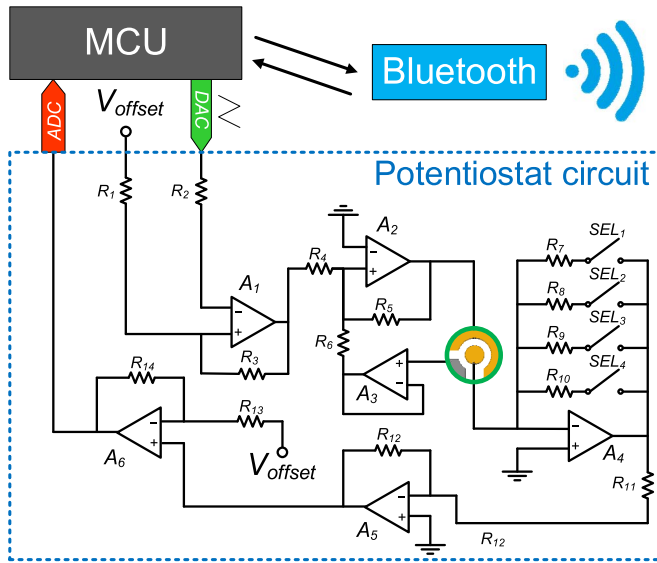 MCU
Bluetooth
ADC
DAC
Voffset
Potentiostat circuit
R1
R2
A1
R3
R4
A2
R5
R6
A3
R7
SEL1
R8
SEL2
R9
SEL3
R10
SEL4
A4
R11
R14
R13
A6
Voffset
R12
A5
R12